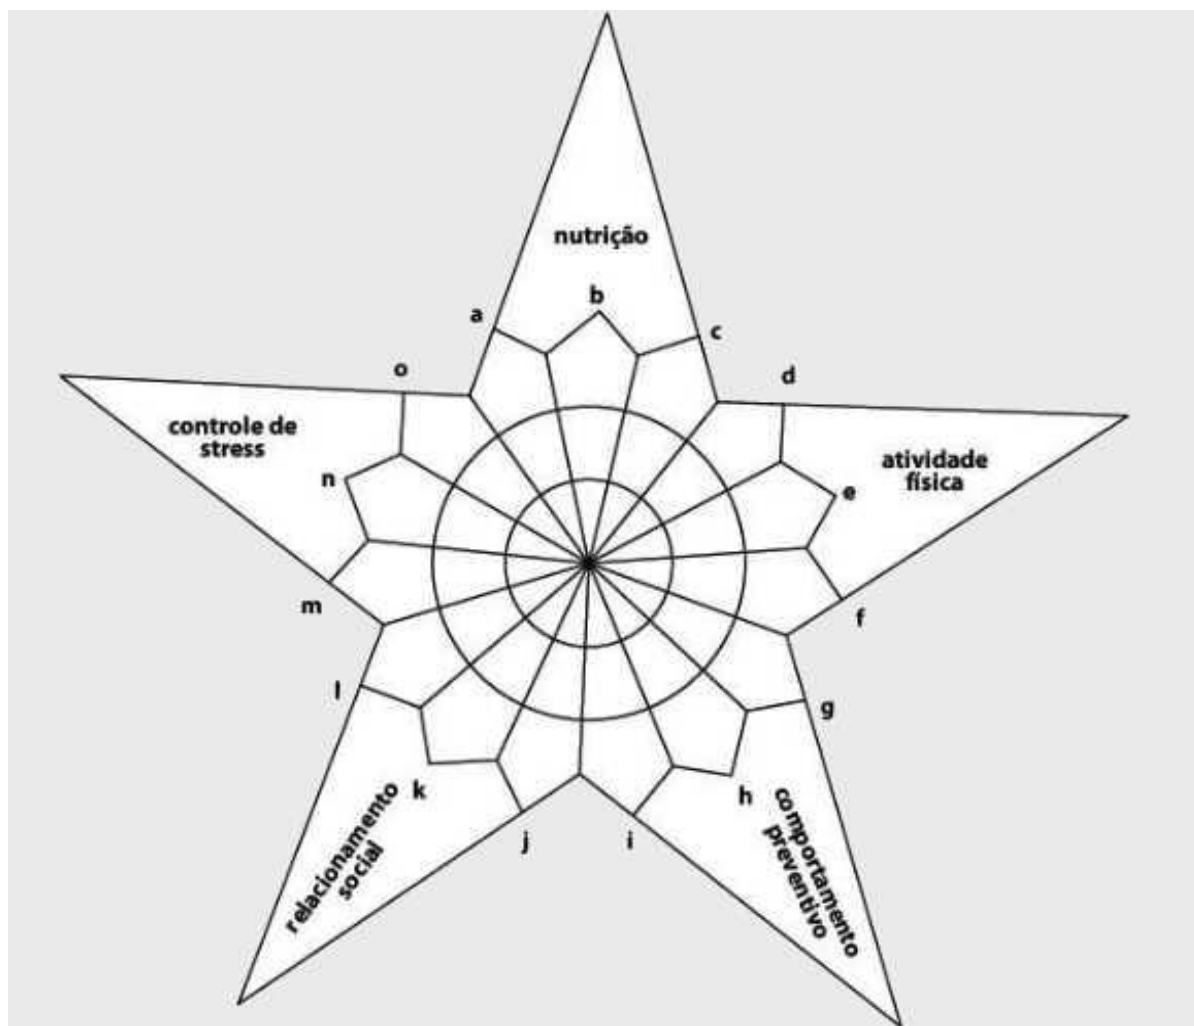 nutrição
b
a
c
o
d
controle de
stress
atividade
física
n
e
m
f
l
g
k
h
relacionamento
social
comportamento
preventivo
j
i